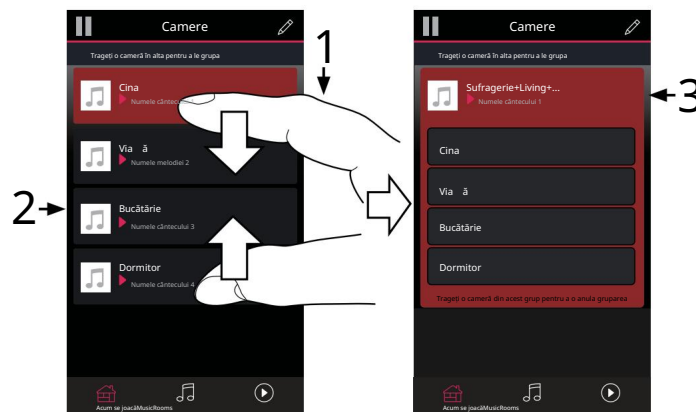 1
2
3
Camere
Trageți o cameră în alta pentru a le grupa
Cina
Numele cântecului
Via ă
Numele melodiei 2
Bucătărie
Numele cântecului 3
Dormitor
Numele cântecului 4
Acum se joacăMusicRooms
Camere
Trageți o cameră în alta pentru a le grupa
Sufragerie+Living+...
Numele cântecului 1
Cina
Via ă
Bucătărie
Dormitor
Trageți o cameră din acest grup pentru a o anula gruparea
Acum se joacăMusicRooms